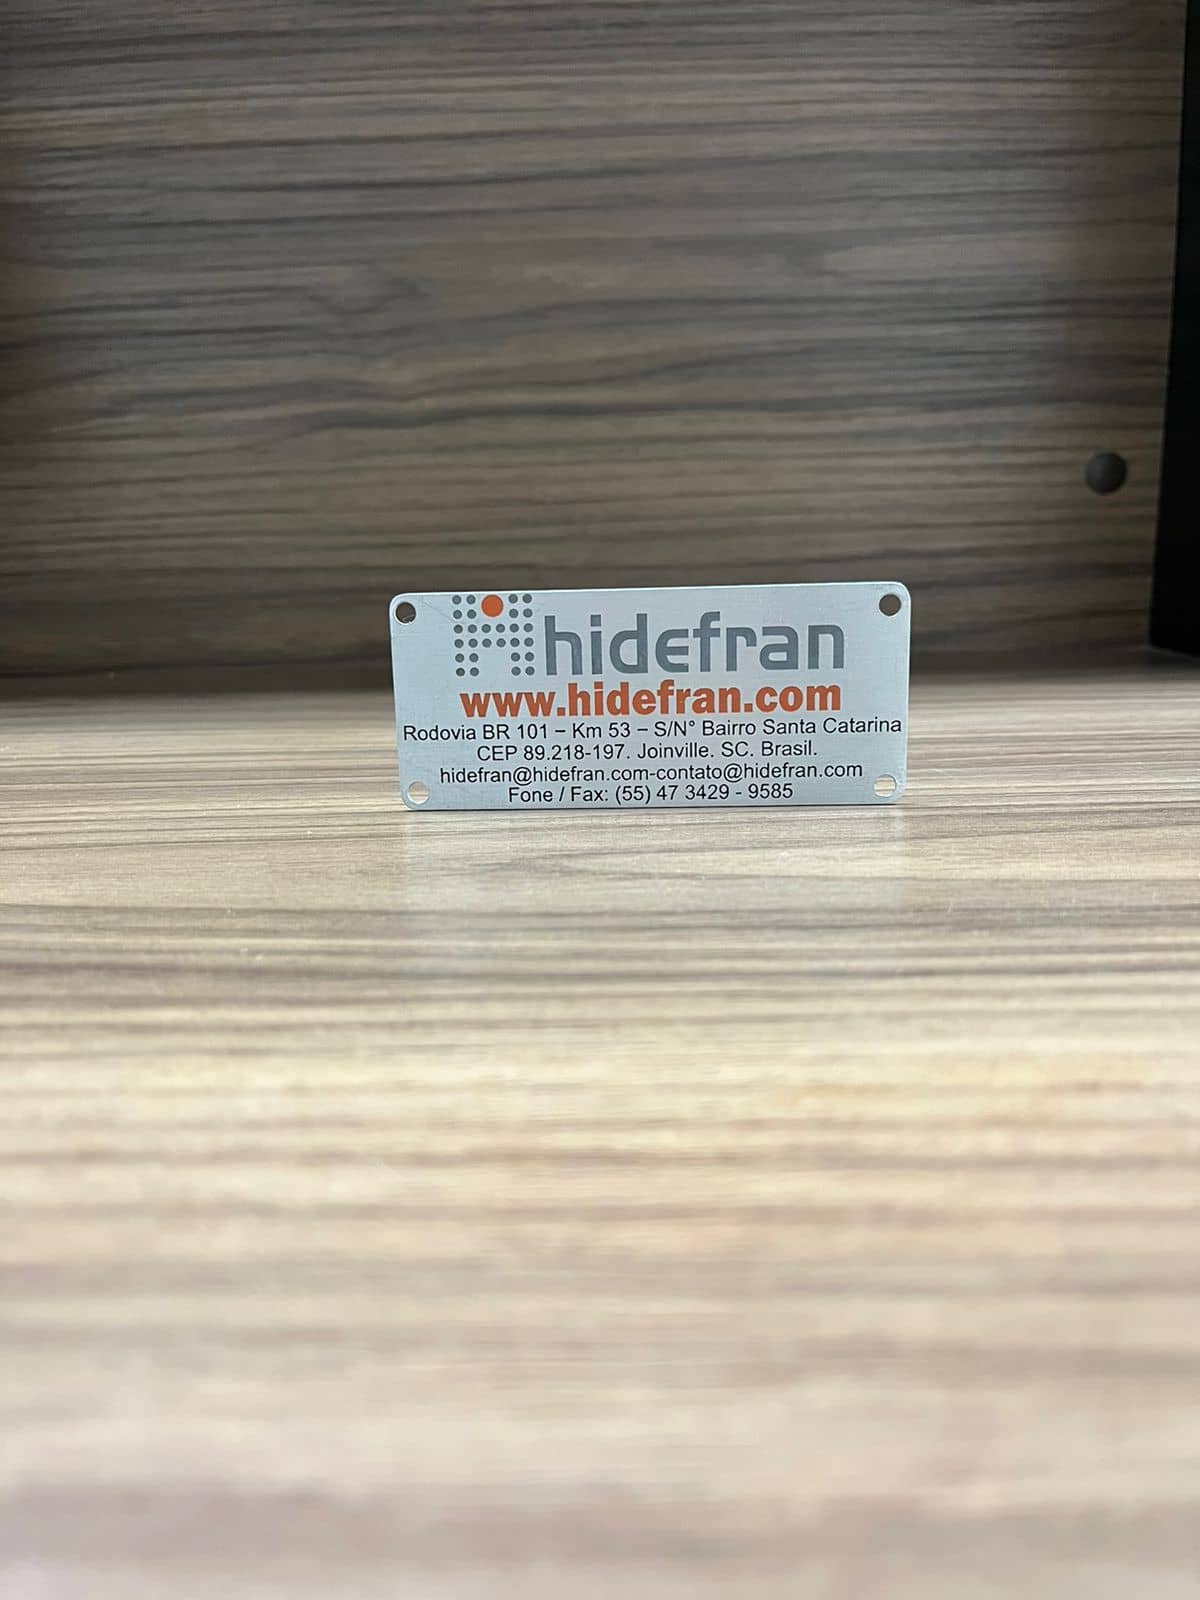 hidefran
www.hidefran.com
Rodovia BR 101 – Km 53 – S/N° Bairro Santa Catarina
CEP 89.218-197. Joinville. SC. Brasil.
hidefran@hidefran.com-contato@hidefran.com
Fone / Fax: (55) 47 3429 - 9585